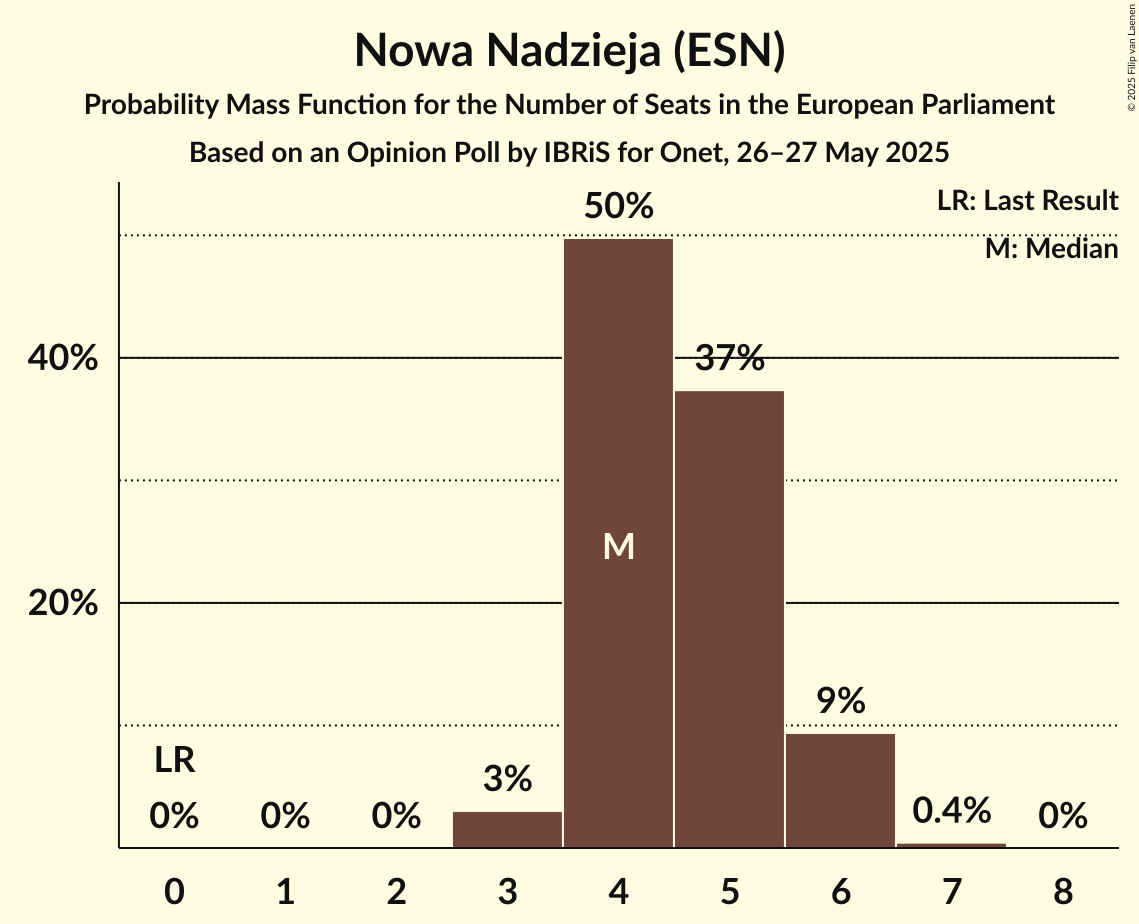 Nowa Nadzieja (ESN)
Probability Mass Function for the Number of Seats in the European Parliament
Based on an Opinion Poll by IBRiS for Onet, 26–27 May 2025
© 2025 Filip van Laenen
LR: Last Result
M: Median
50%
40%
37%
M
20%
9%
LR
3%
0%
0%
0%
0.4%
0%
0
1
2
3
4
5
6
7
8